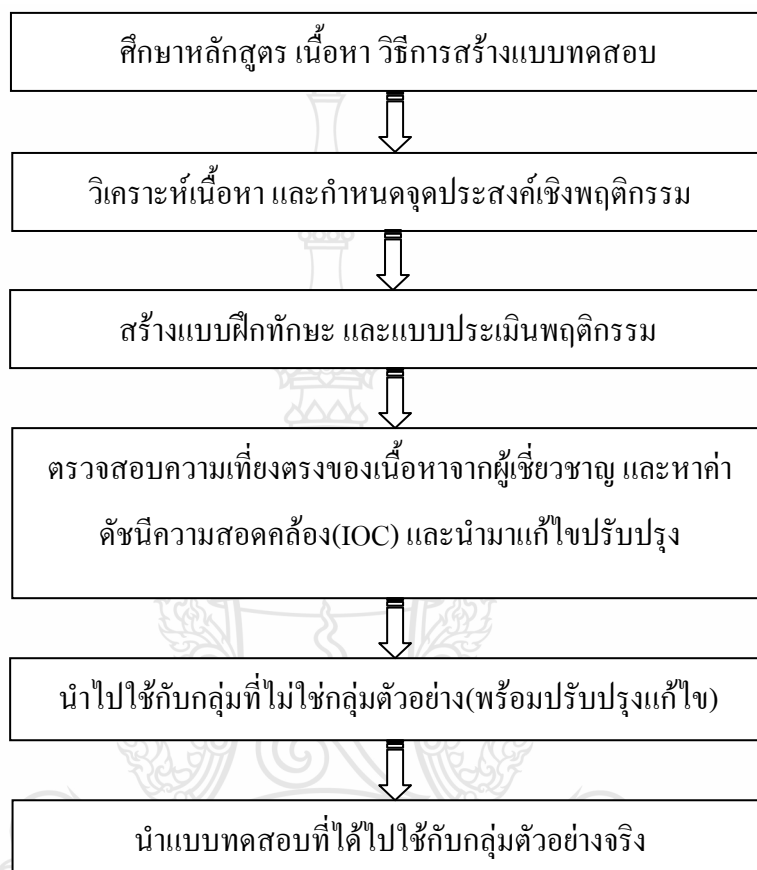 ศึกษาหลักสูตร เนื้อหา วิธีการสร้างแบบทดสอบ
วิเคราะห์เนื้อหา และกำหนดจุดประสงค์เชิงพฤติกรรม
สร้างแบบฝึกทักษะ และแบบประเมินพฤติกรรม
ตรวจสอบความเที่ยงตรงของเนื้อหาจากผู้เชี่ยวชาญ และหาค่า
ดัชนีความสอดคล้อง(IOC) และนำมาแก้ไขปรับปรุง
นำไปใช้กับกลุ่มที่ไม่ใช่กลุ่มตัวอย่าง(พร้อมปรับปรุงแก้ไข)
นำแบบทดสอบที่ได้ไปใช้กับกลุ่มตัวอย่างจริง